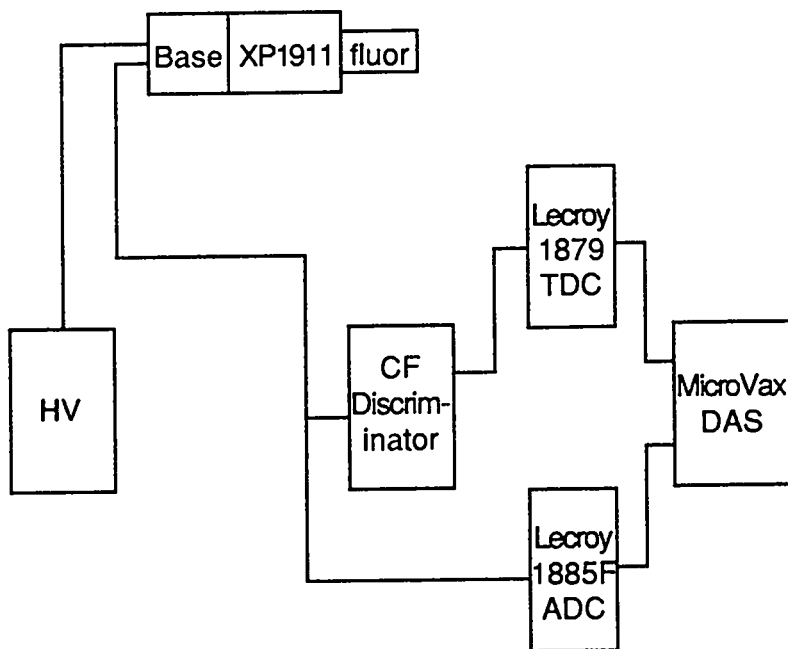 Base
XP1911
fluor
Lecroy
1879
TDC
CF
Discrim-
inator
MicroVax
DAS
HV
Lecroy
1885F
ADC